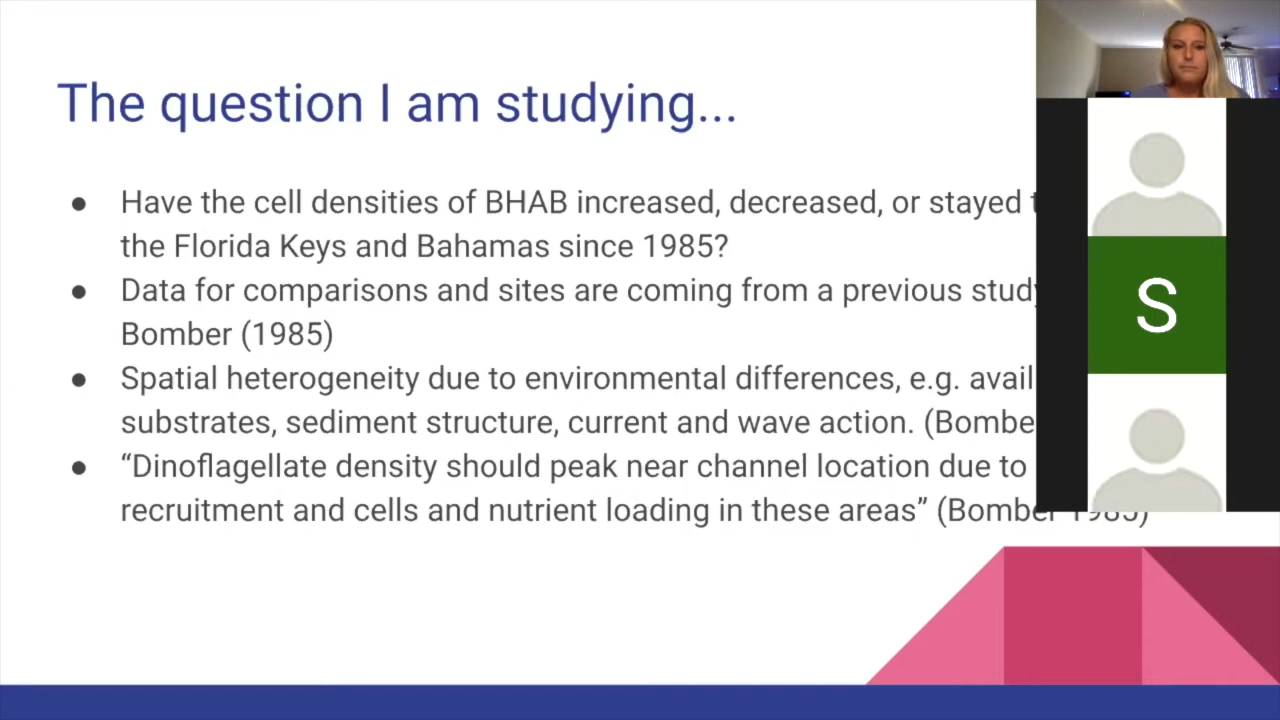 The question I am studying...
● Have the cell densities of BHAB increased, decreased, or stayed
the Florida Keys and Bahamas since 1985?
● Data for comparisons and sites are coming from a previous study
Bomber (1985)
● Spatial heterogeneity due to environmental differences, e.g.
substrates, sediment structure, current and wave action.
● “Dinoflagellate density should peak near channel location due to
recruitment and cells and nutrient loading in these areas” (Bomber 1985)
S